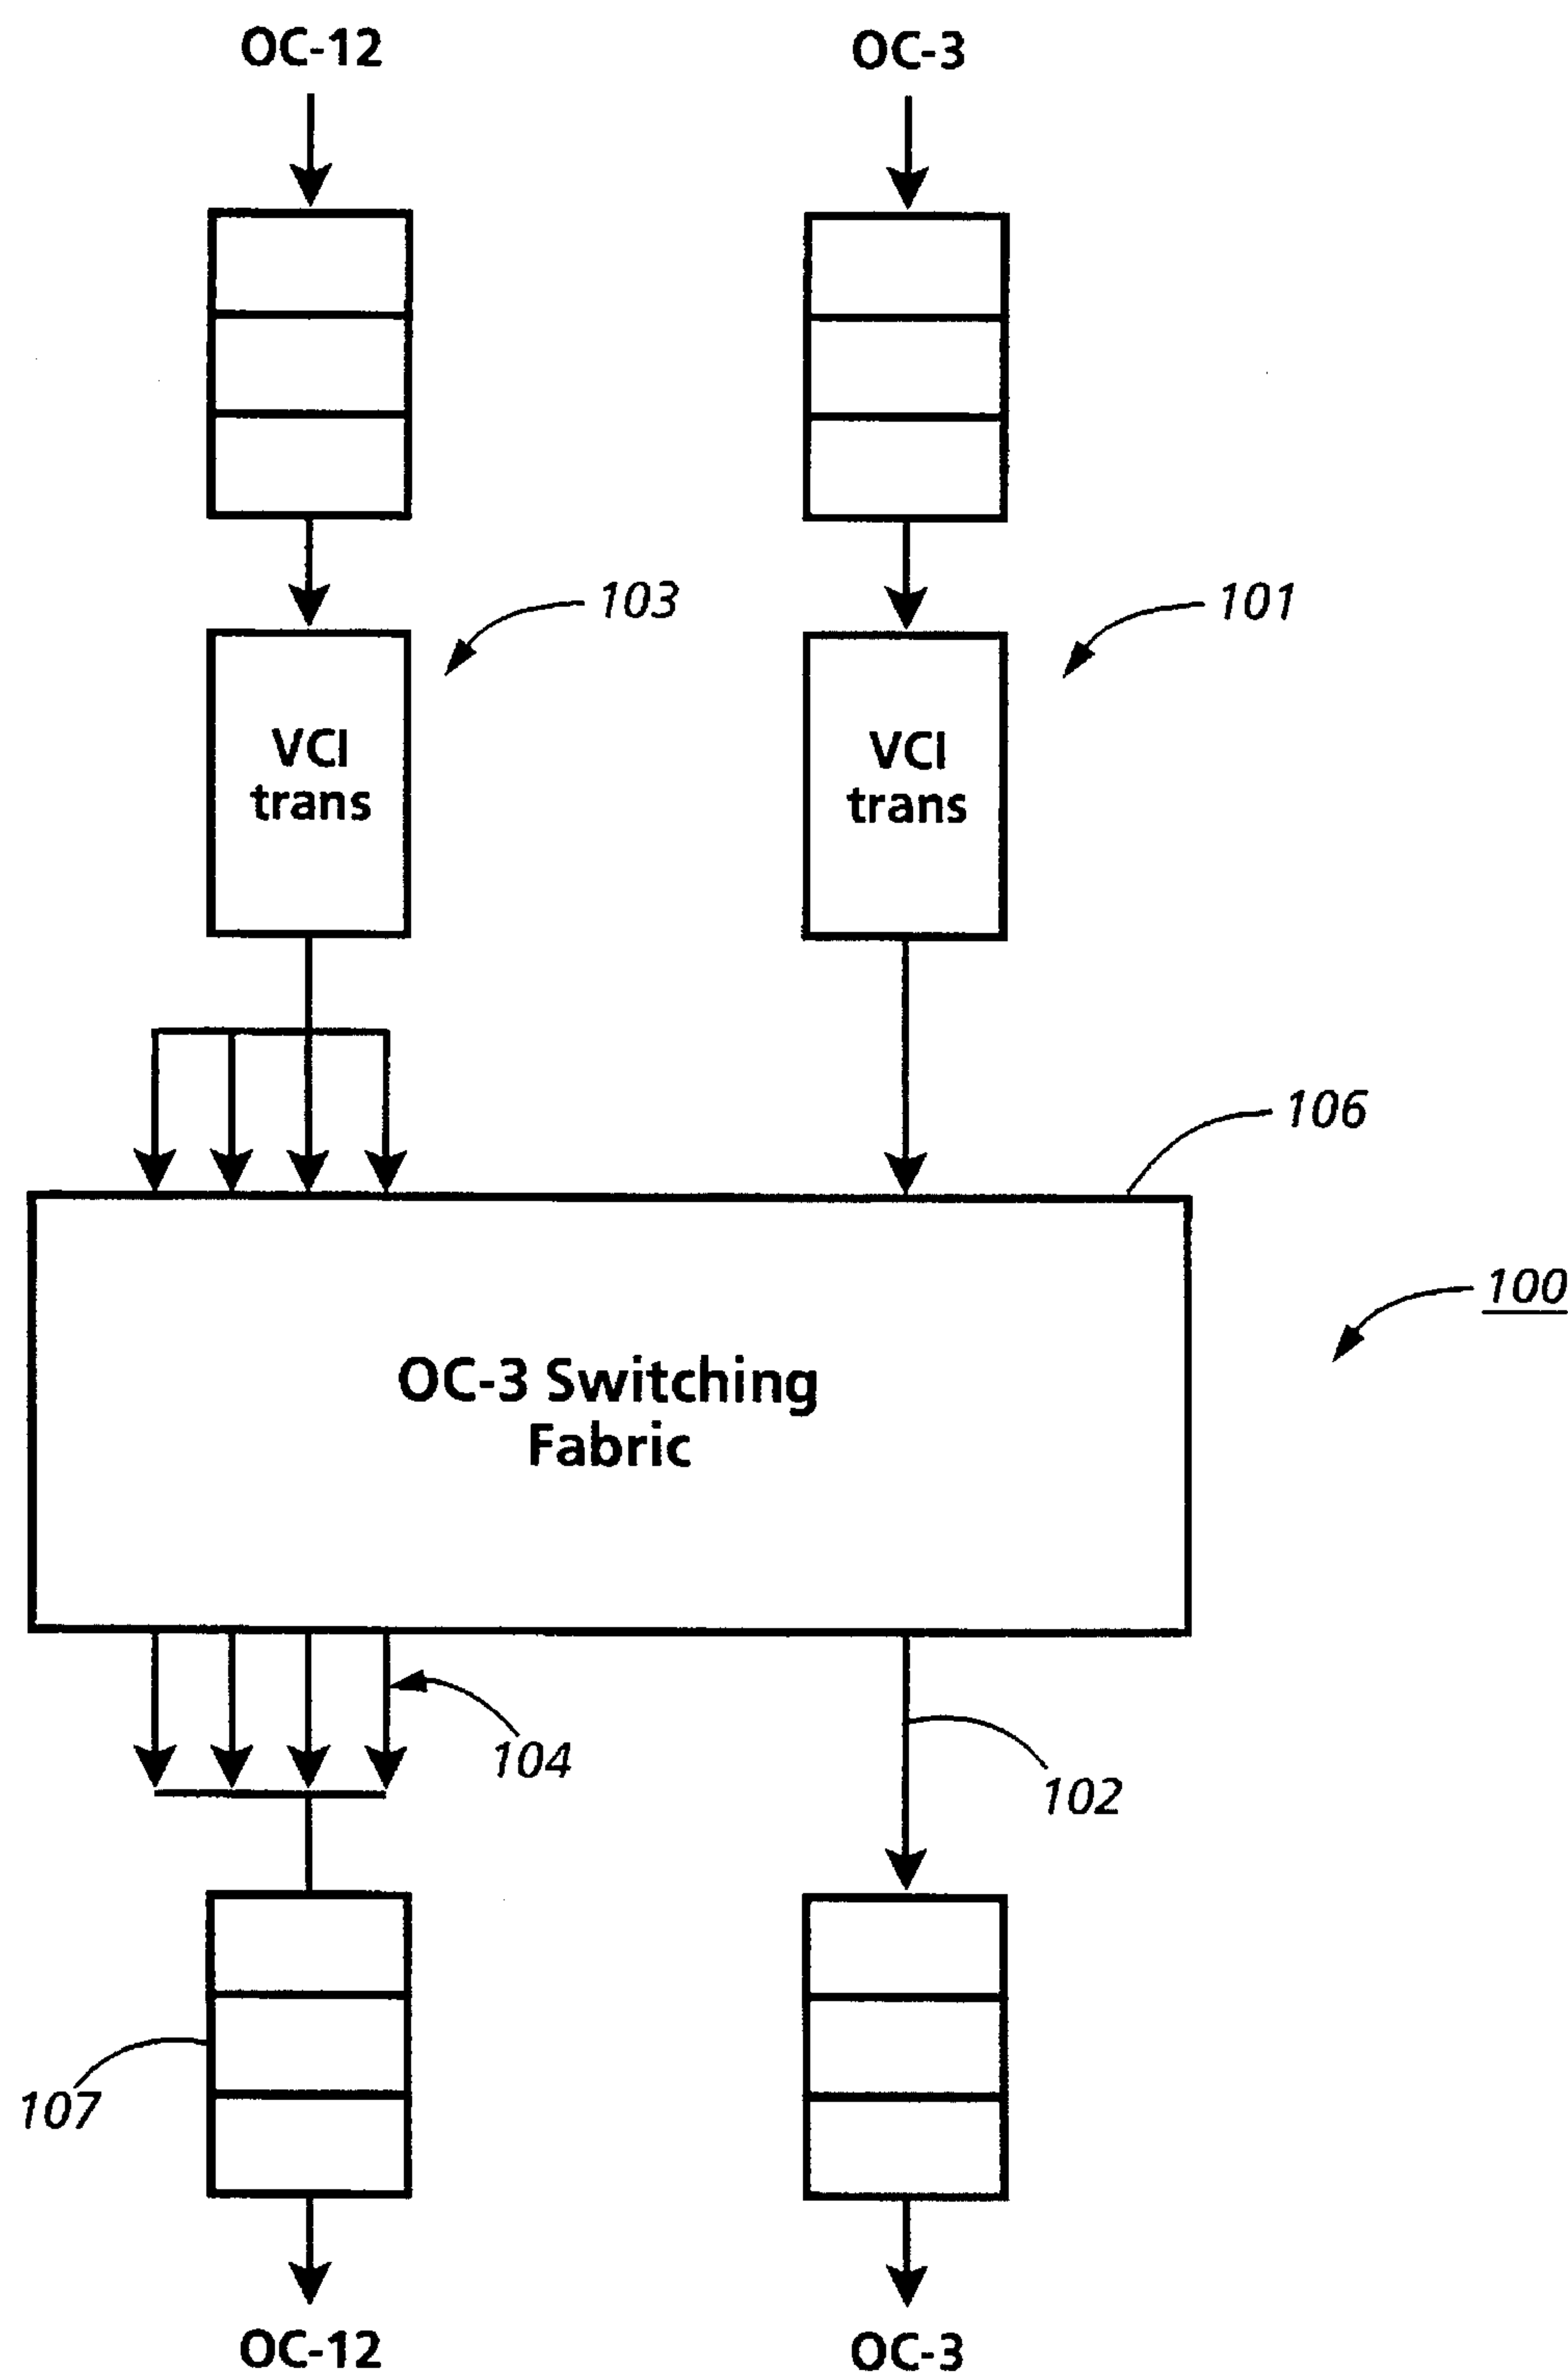 OC-12
OC-3
103
101
VCI
trans
VCI
trans
106
100
OC-3 Switching
Fabric
104
102
107
OC-12
OC-3